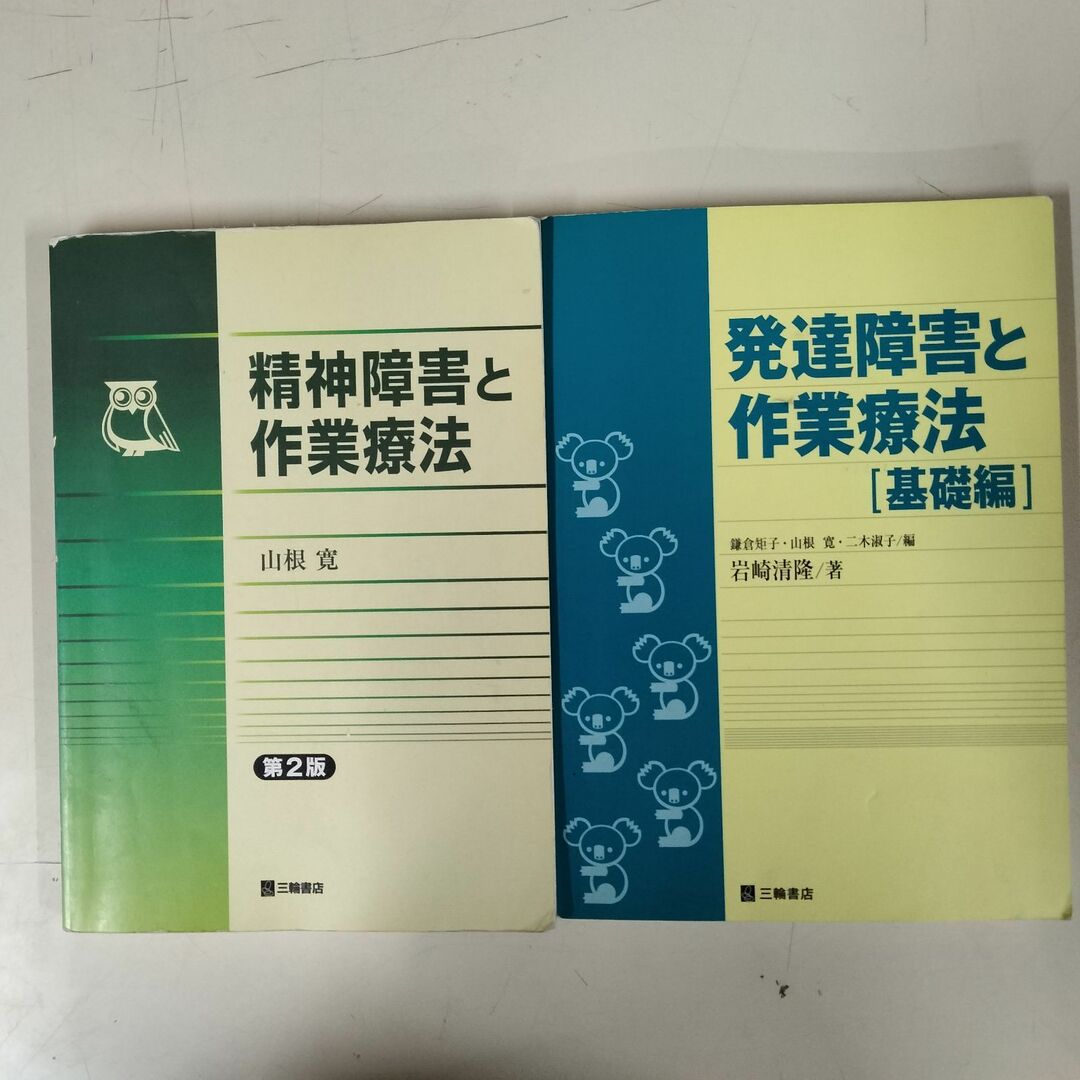 精神障害と
作業療法
山根 寛
第2版
三輪書店
発達障害と
作業療法
[基礎編]
鎌倉矩子・山根 寛・二木淑子/編
岩崎清隆/著
三輪書店